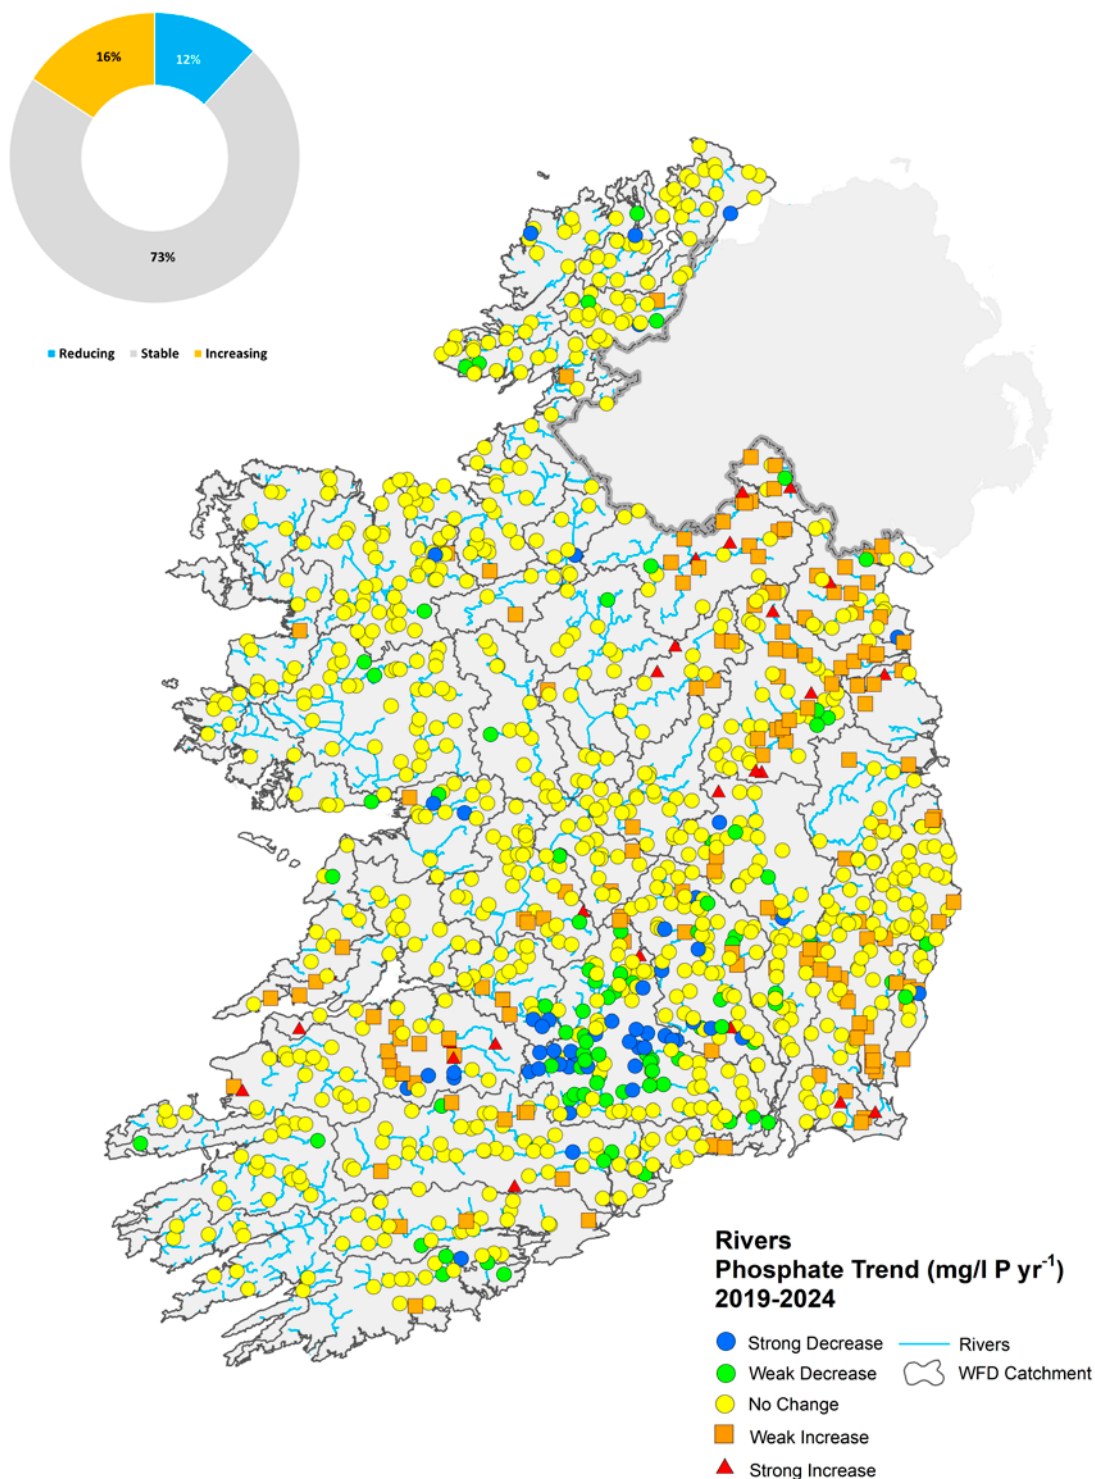 16%
12%
73%
Reducing Stable Increasing
Rivers
Phosphate Trend (mg/l P yr⁻¹)
2019-2024
Strong Decrease Rivers
Weak Decrease WFD Catchment
No Change
Weak Increase
Strong Increase